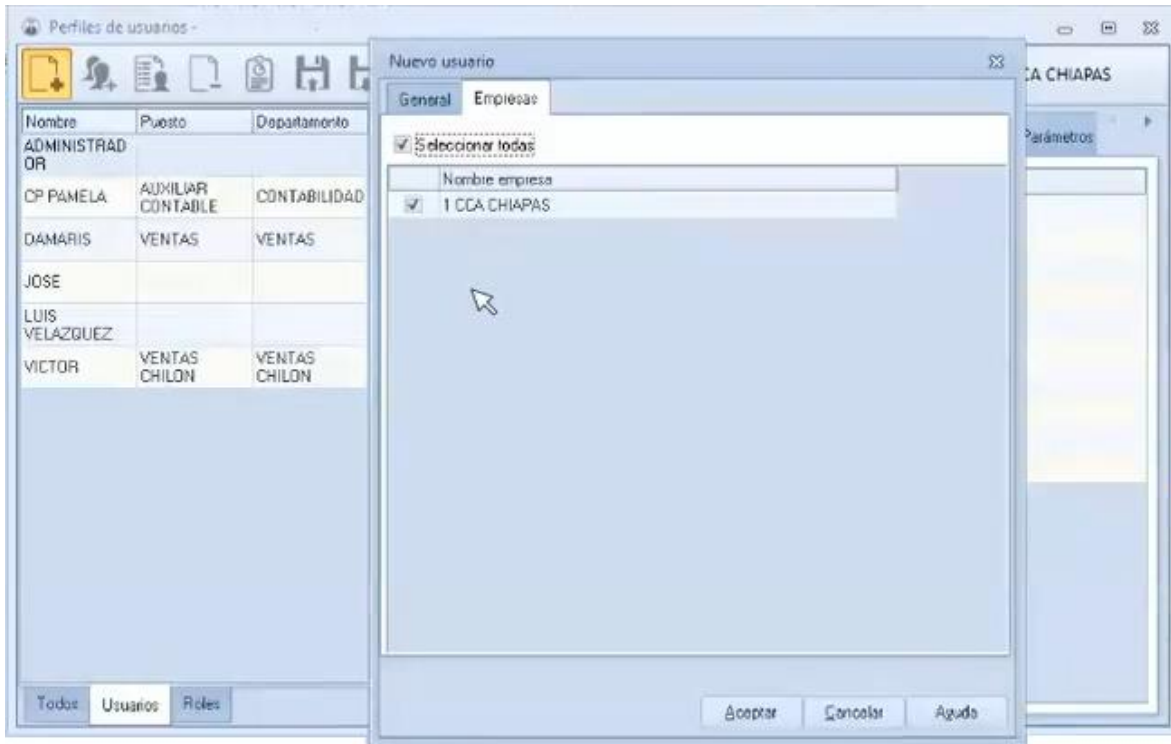 Perfiles de usuarios -
CCA CHIAPAS
Nombre Puesto Departamento
ADMINISTRAD
OR
CP PAMELA AUXILIAR
CONTABLE CONTABILIDAD
DAMARIS VENTAS VENTAS
JOSE
LUIS
VELAZQUEZ
VICTOR VENTAS
CHILON VENTAS
CHILON
Todos Usuarios Roles
Nuevo usuario
General Empresas
Seleccionar todas
Nombre empresa
1 CCA CHIAPAS
Aceptar Cancelar Ayuda
Parámetros